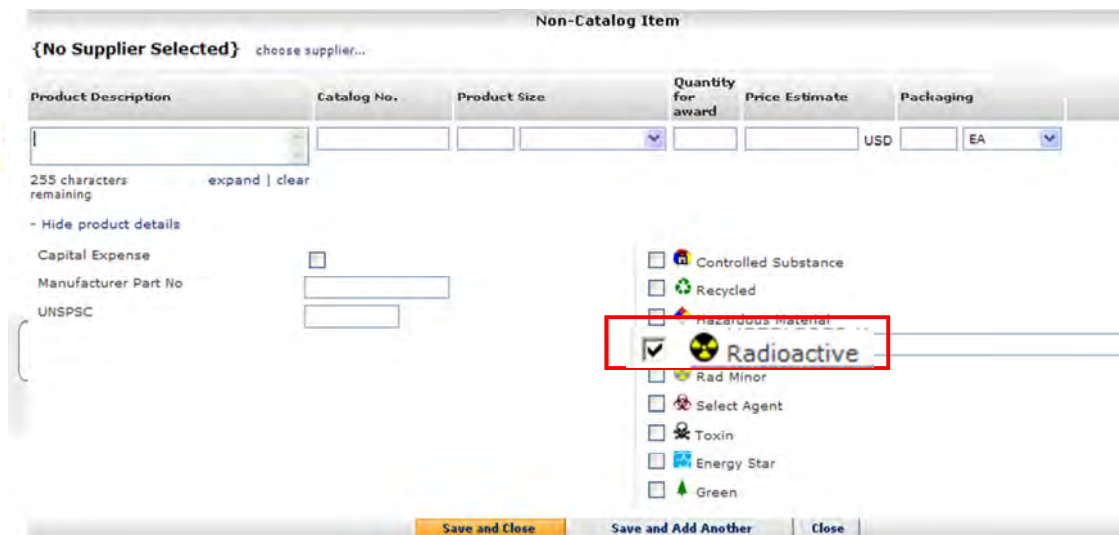 Non-Catalog Item
{No Supplier Selected} choose supplier...
Product Description Catalog No. Product Size Quantity for award Price Estimate Packaging
USD EA
255 characters remaining expand | clear
- Hide product details
Capital Expense
Manufacturer Part No
UNSPSC
Controlled Substance
Recycled
Hazardous Material
Radioactive
Rad Minor
Select Agent
Toxin
Energy Star
Green
Save and Close Save and Add Another Close